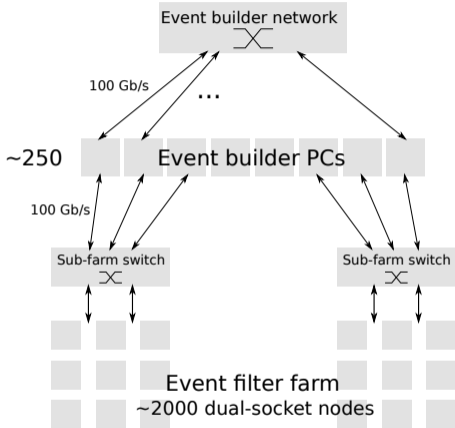 Event builder network
100 Gb/s
...
~250
Event builder PCs
100 Gb/s
Sub-farm switch
Sub-farm switch
Event filter farm
~2000 dual-socket nodes